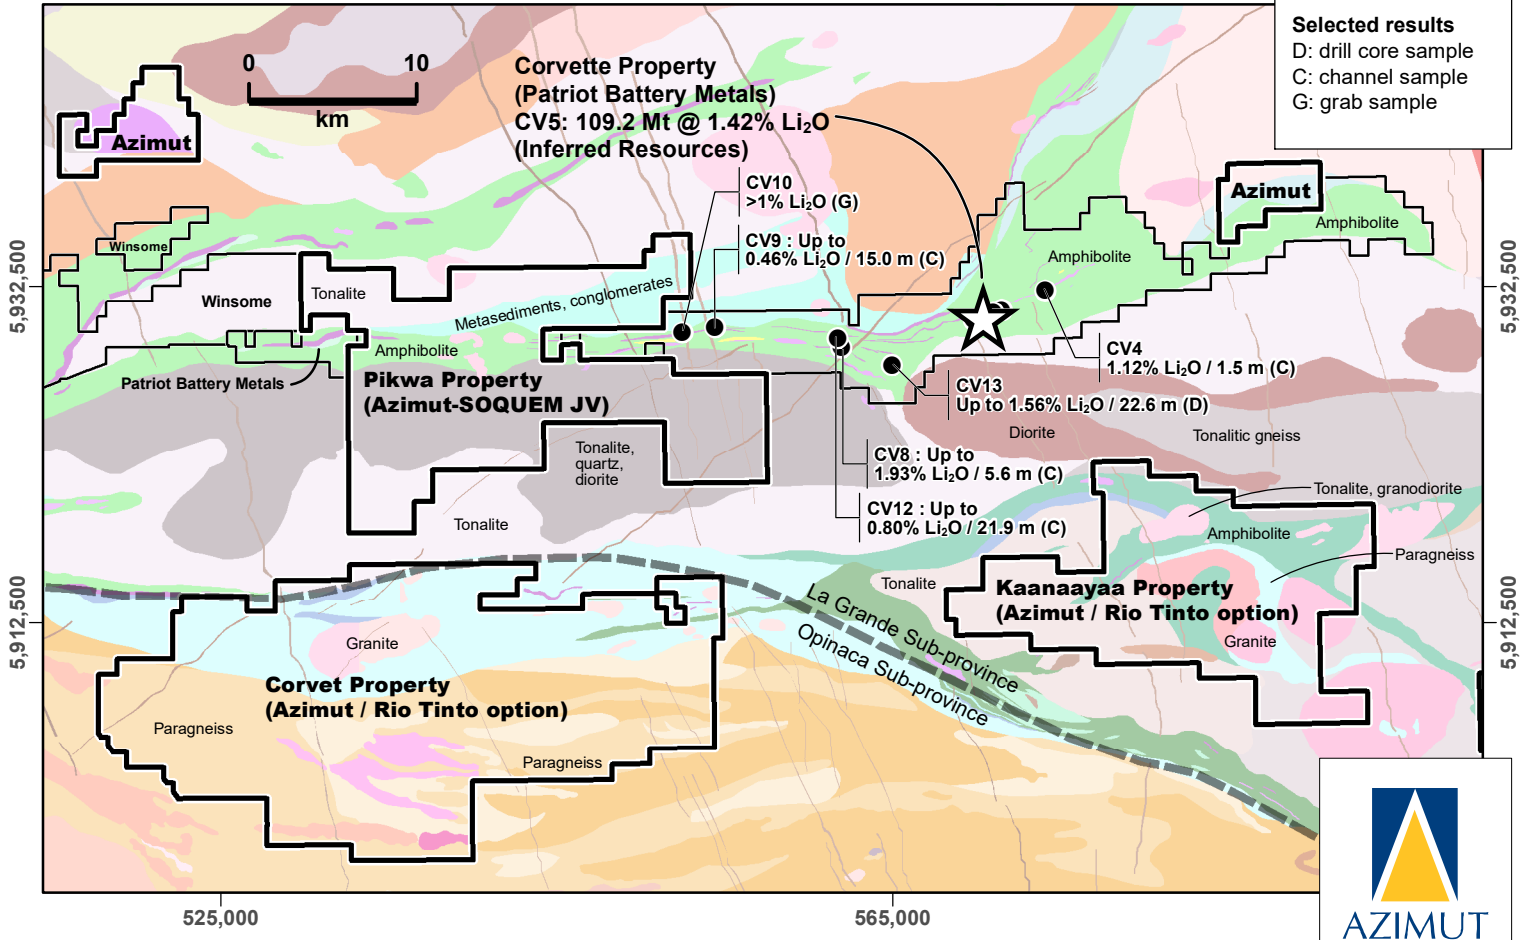 Selected results
D: drill core sample
C: channel sample
G: grab sample
0
10
km
Corvette Property
(Patriot Battery Metals)
CV5: 109.2 Mt @ 1.42% Li₂O
(Inferred Resources)
Azimut
Azimut
CV10
>1% Li₂O (G)
CV9 : Up to
0.46% Li₂O / 15.0 m (C)
Winsome
Winsome
Tonalite
Metasediments, conglomerates
Amphibolite
Amphibolite
Amphibolite
Patriot Battery Metals
Pikwa Property
(Azimut-SOQUEM JV)
CV4
1.12% Li₂O / 1.5 m (C)
CV13
Up to 1.56% Li₂O / 22.6 m (D)
Diorite
Tonalitic gneiss
Tonalite,
quartz,
diorite
CV8 : Up to
1.93% Li₂O / 5.6 m (C)
CV12 : Up to
0.80% Li₂O / 21.9 m (C)
Tonalite
Tonalite, granodiorite
Amphibolite
Paragneiss
Tonalite
Kaanaayaa Property
(Azimut / Rio Tinto option)
Granite
La Grande Sub-province
Opinaca Sub-province
Granite
Corvet Property
(Azimut / Rio Tinto option)
Paragneiss
Paragneiss
5,932,500
5,932,500
5,912,500
5,912,500
525,000
565,000
AZIMUT